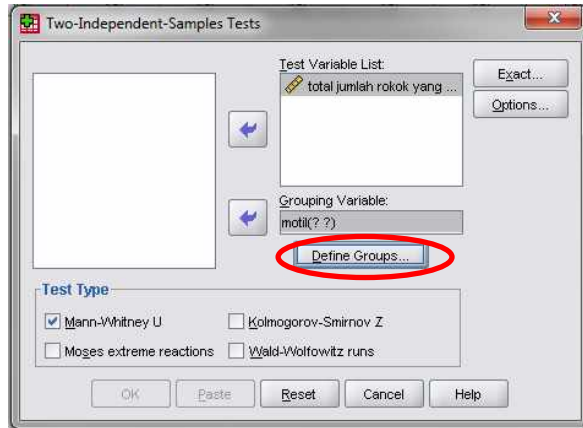 Two-Independent-Samples Tests
Test Variable List:
total jumlah rokok yang ...
Exact...
Options...
Grouping Variable:
motil(? ?)
Define Groups...
Test Type
Mann-Whitney U
Kolmogorov-Smirnov Z
Moses extreme reactions
Wald-Wolfowitz runs
OK
Paste
Reset
Cancel
Help